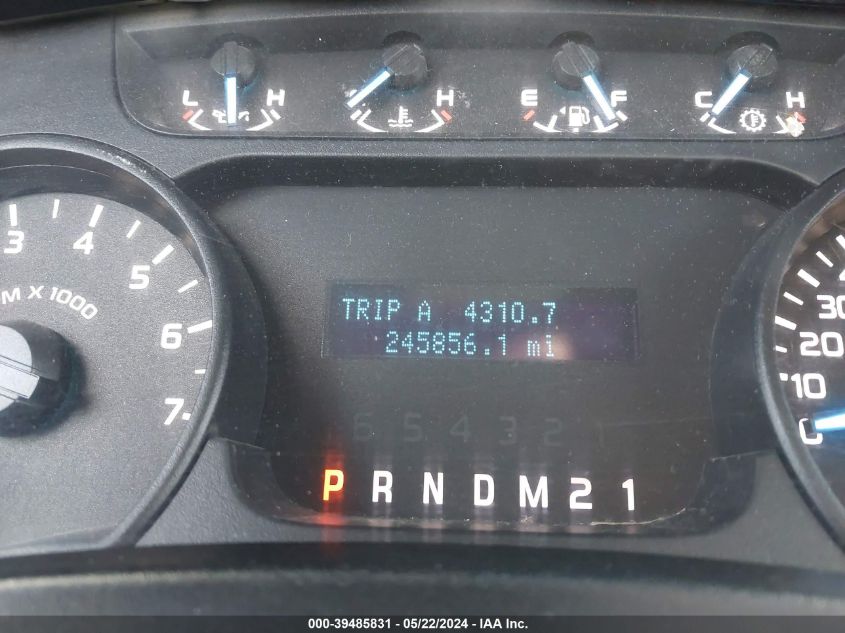 L H H E F C H
3 4 5 6 7
M X 1000
TRIP A 4310.7
245856.1 mi
6 5 4 3 2 1
P R N D M 2 1
30
20
10
0
000-39485831 - 05/22/2024 - IAA Inc.